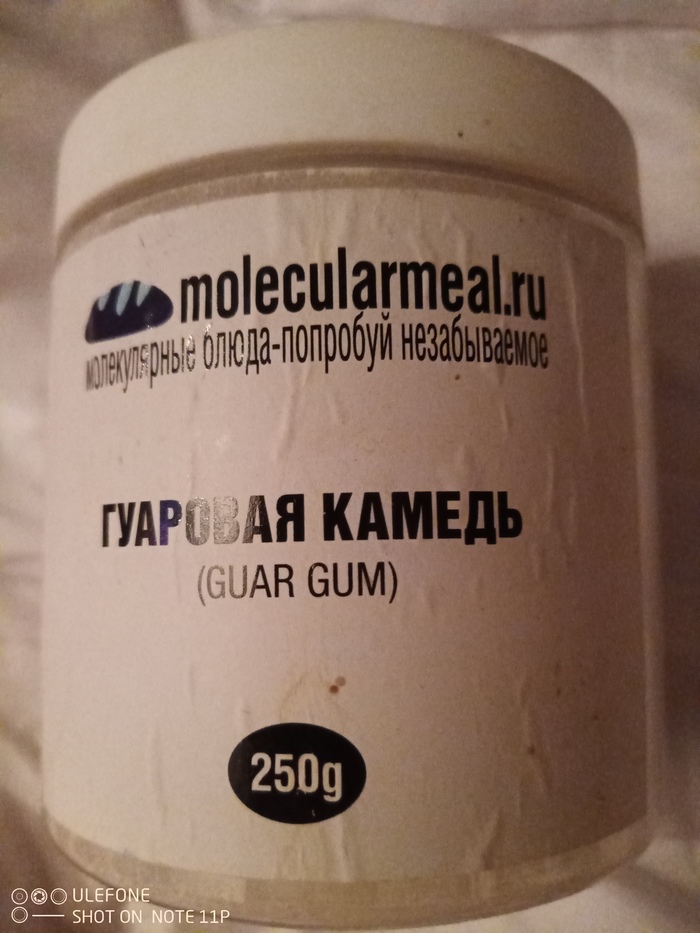 molecularmeal.ru
молекулярные блюда-попробуй незабываемое
ГУАРОВАЯ КАМЕДЬ
(GUAR GUM)
250g
ULEFONE
SHOT ON NOTE 11P